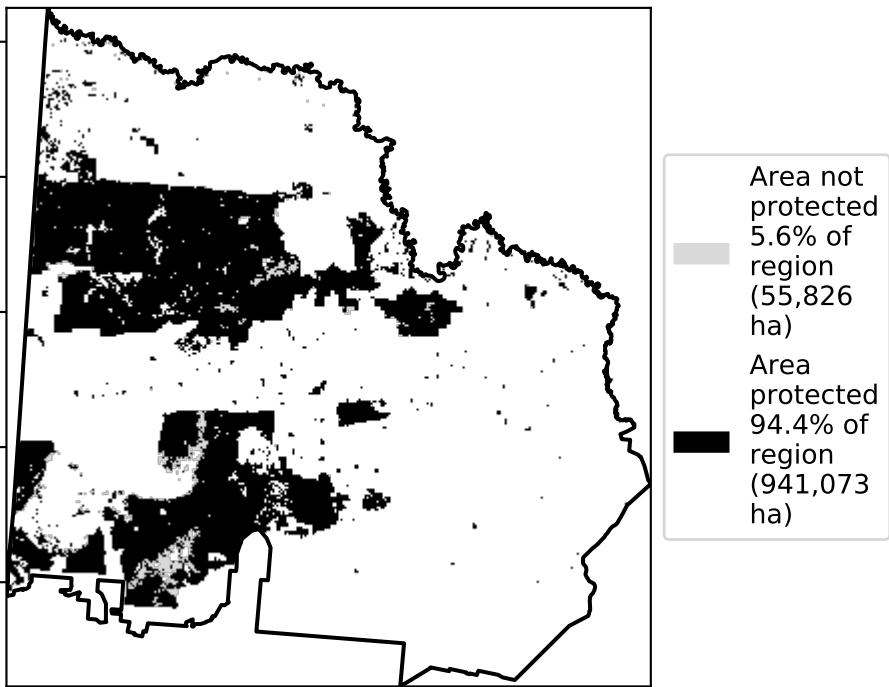 Area not
protected
5.6% of
region
(55,826
ha)
Area
protected
94.4% of
region
(941,073
ha)